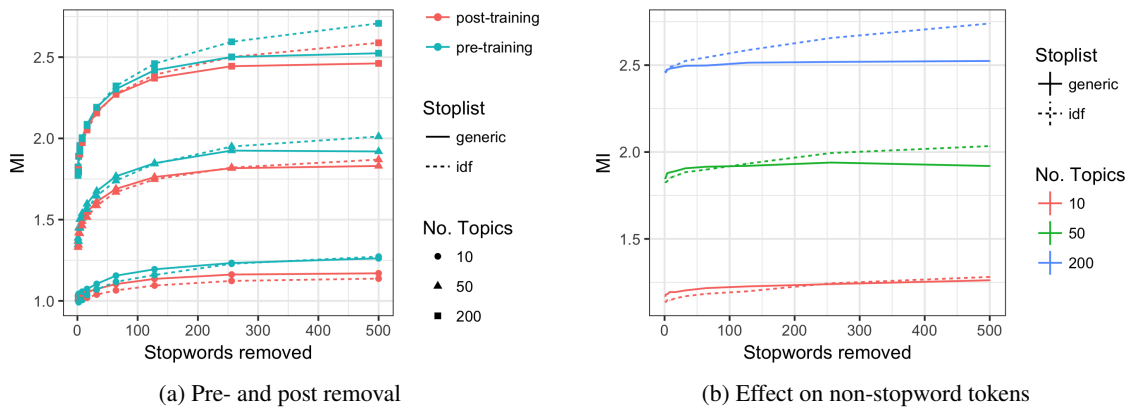 post-training
pre-training
Stoplist
generic
idf
No. Topics
10
50
200
2.5
2.0
1.5
1.0
MI
0 100 200 300 400 500
Stopwords removed
(a) Pre- and post removal
2.5
2.0
1.5
MI
0 100 200 300 400 500
Stopwords removed
Stoplist
generic
idf
No. Topics
10
50
200
(b) Effect on non-stopword tokens